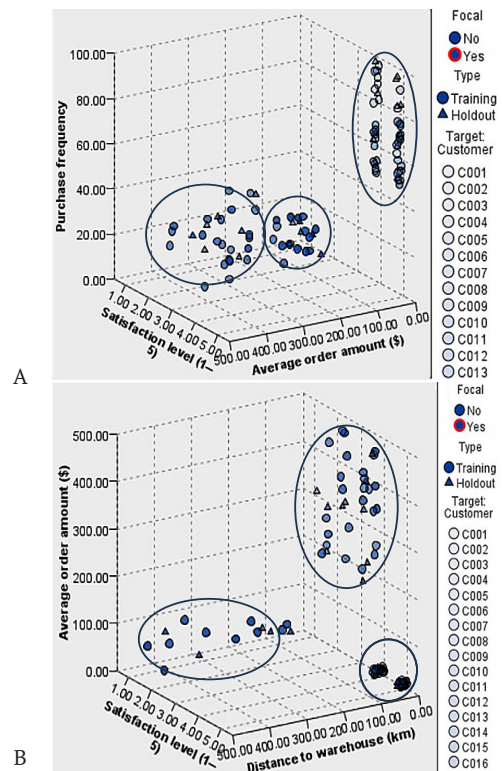 Focal
No
Yes
Type
Training
Holdout
Target:
Customer
C001
C002
C003
C004
C005
C006
C007
C008
C009
C010
C011
C012
C013
Purchase frequency
100.00
80.00
60.00
40.00
20.00
0.00
1.00
2.00
3.00
4.00
5.00
Satisfaction level (1–
5)
500.00
400.00
300.00
200.00
100.00
0.00
Average order amount ($)
A
Focal
No
Yes
Type
Training
Holdout
Target:
Customer
C001
C002
C003
C004
C005
C006
C007
C008
C009
C010
C011
C012
C013
C014
C015
C016
Average order amount ($)
500.00
400.00
300.00
200.00
100.00
0.00
1.00
2.00
3.00
4.00
5.00
Satisfaction level (1–
5)
500.00
400.00
300.00
200.00
100.00
0.00
Distance to warehouse (km)
B